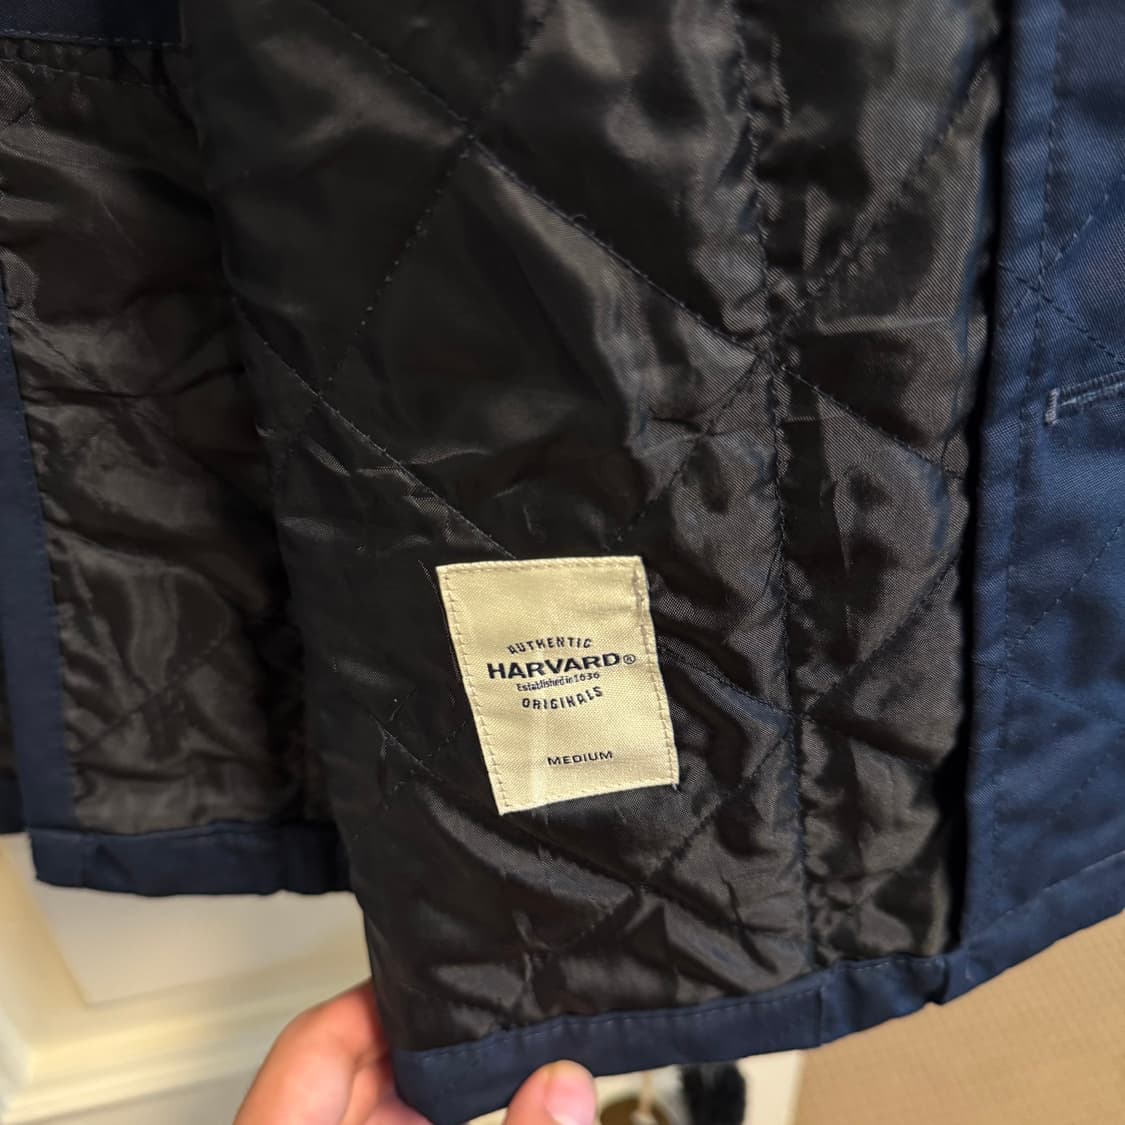 AUTHENTIC
HARVARD®
Established in 1636
ORIGINALS
MEDIUM